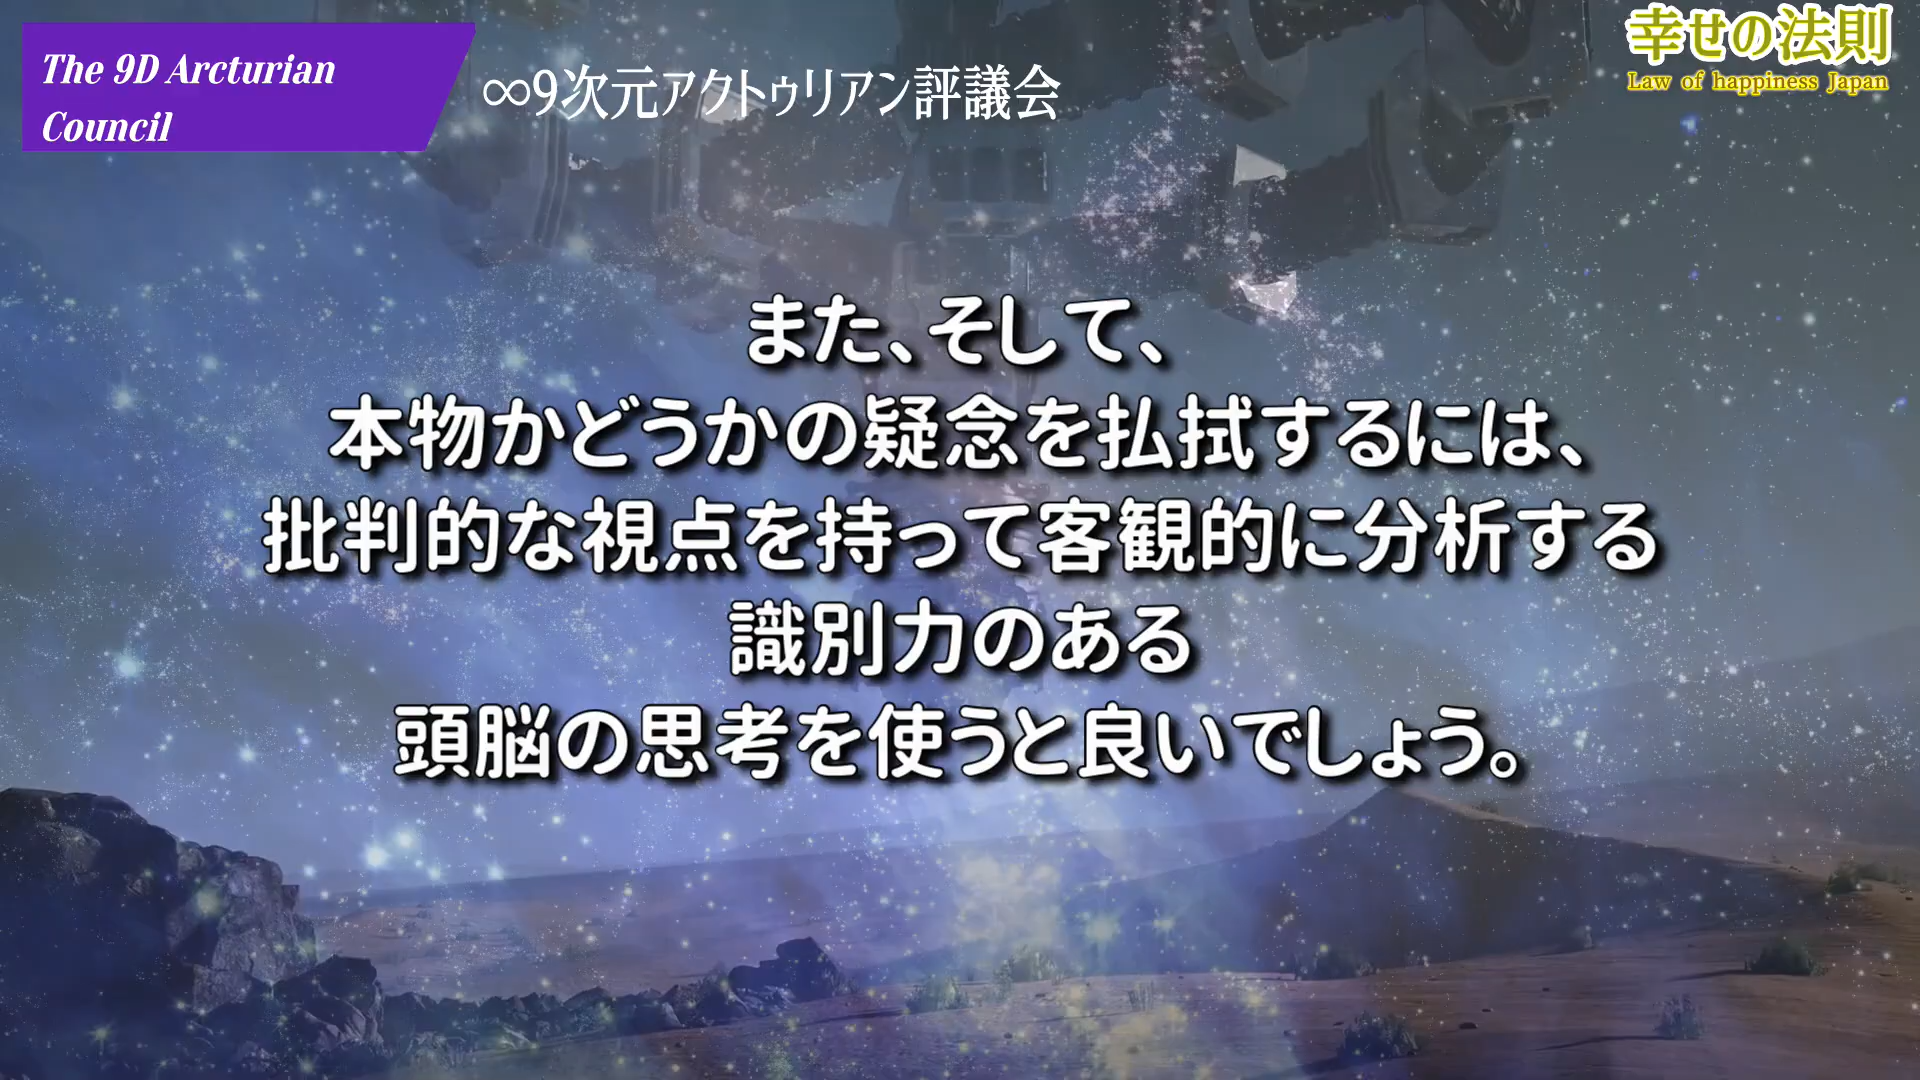 The 9D Arcturian
Council
∞9次元アクトゥリアン評議会
幸せの法則
Law of happiness Japan
また、そして、
本物かどうかの疑念を払拭するには、
批判的な視点を持って客観的に分析する
識別力のある
頭脳の思考を使うと良いでしょう。